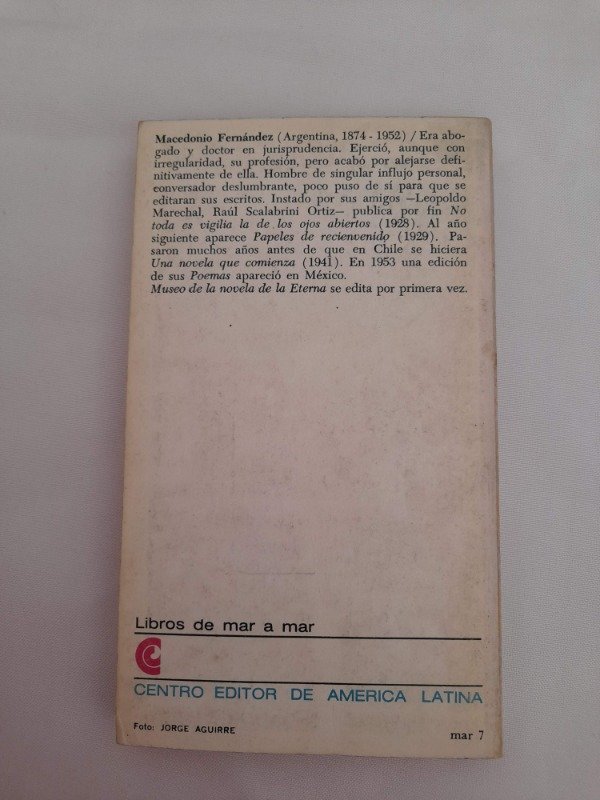 Macedonio Fernández (Argentina, 1874 - 1952) / Era abo-
gado y doctor en jurisprudencia. Ejerció, aunque con
irregularidad, su profesión, pero acabó por alejarse defi-
nitivamente de ella. Hombre de singular influjo personal,
conversador deslumbrante, poco puso de sí para que se
editaran sus escritos. Instado por sus amigos —Leopoldo
Marechal, Raúl Scalabrini Ortiz— publica por fin No
toda es vigilia la de los ojos abiertos (1928). Al año
siguiente aparece Papeles de recienvenido (1929). Pa-
saron muchos años antes de que en Chile se hiciera
Una novela que comienza (1941). En 1953 una edición
de sus Poemas apareció en México.
Museo de la novela de la Eterna se edita por primera vez.
Libros de mar a mar
CENTRO EDITOR DE AMERICA LATINA
Foto: JORGE AGUIRRE
mar 7